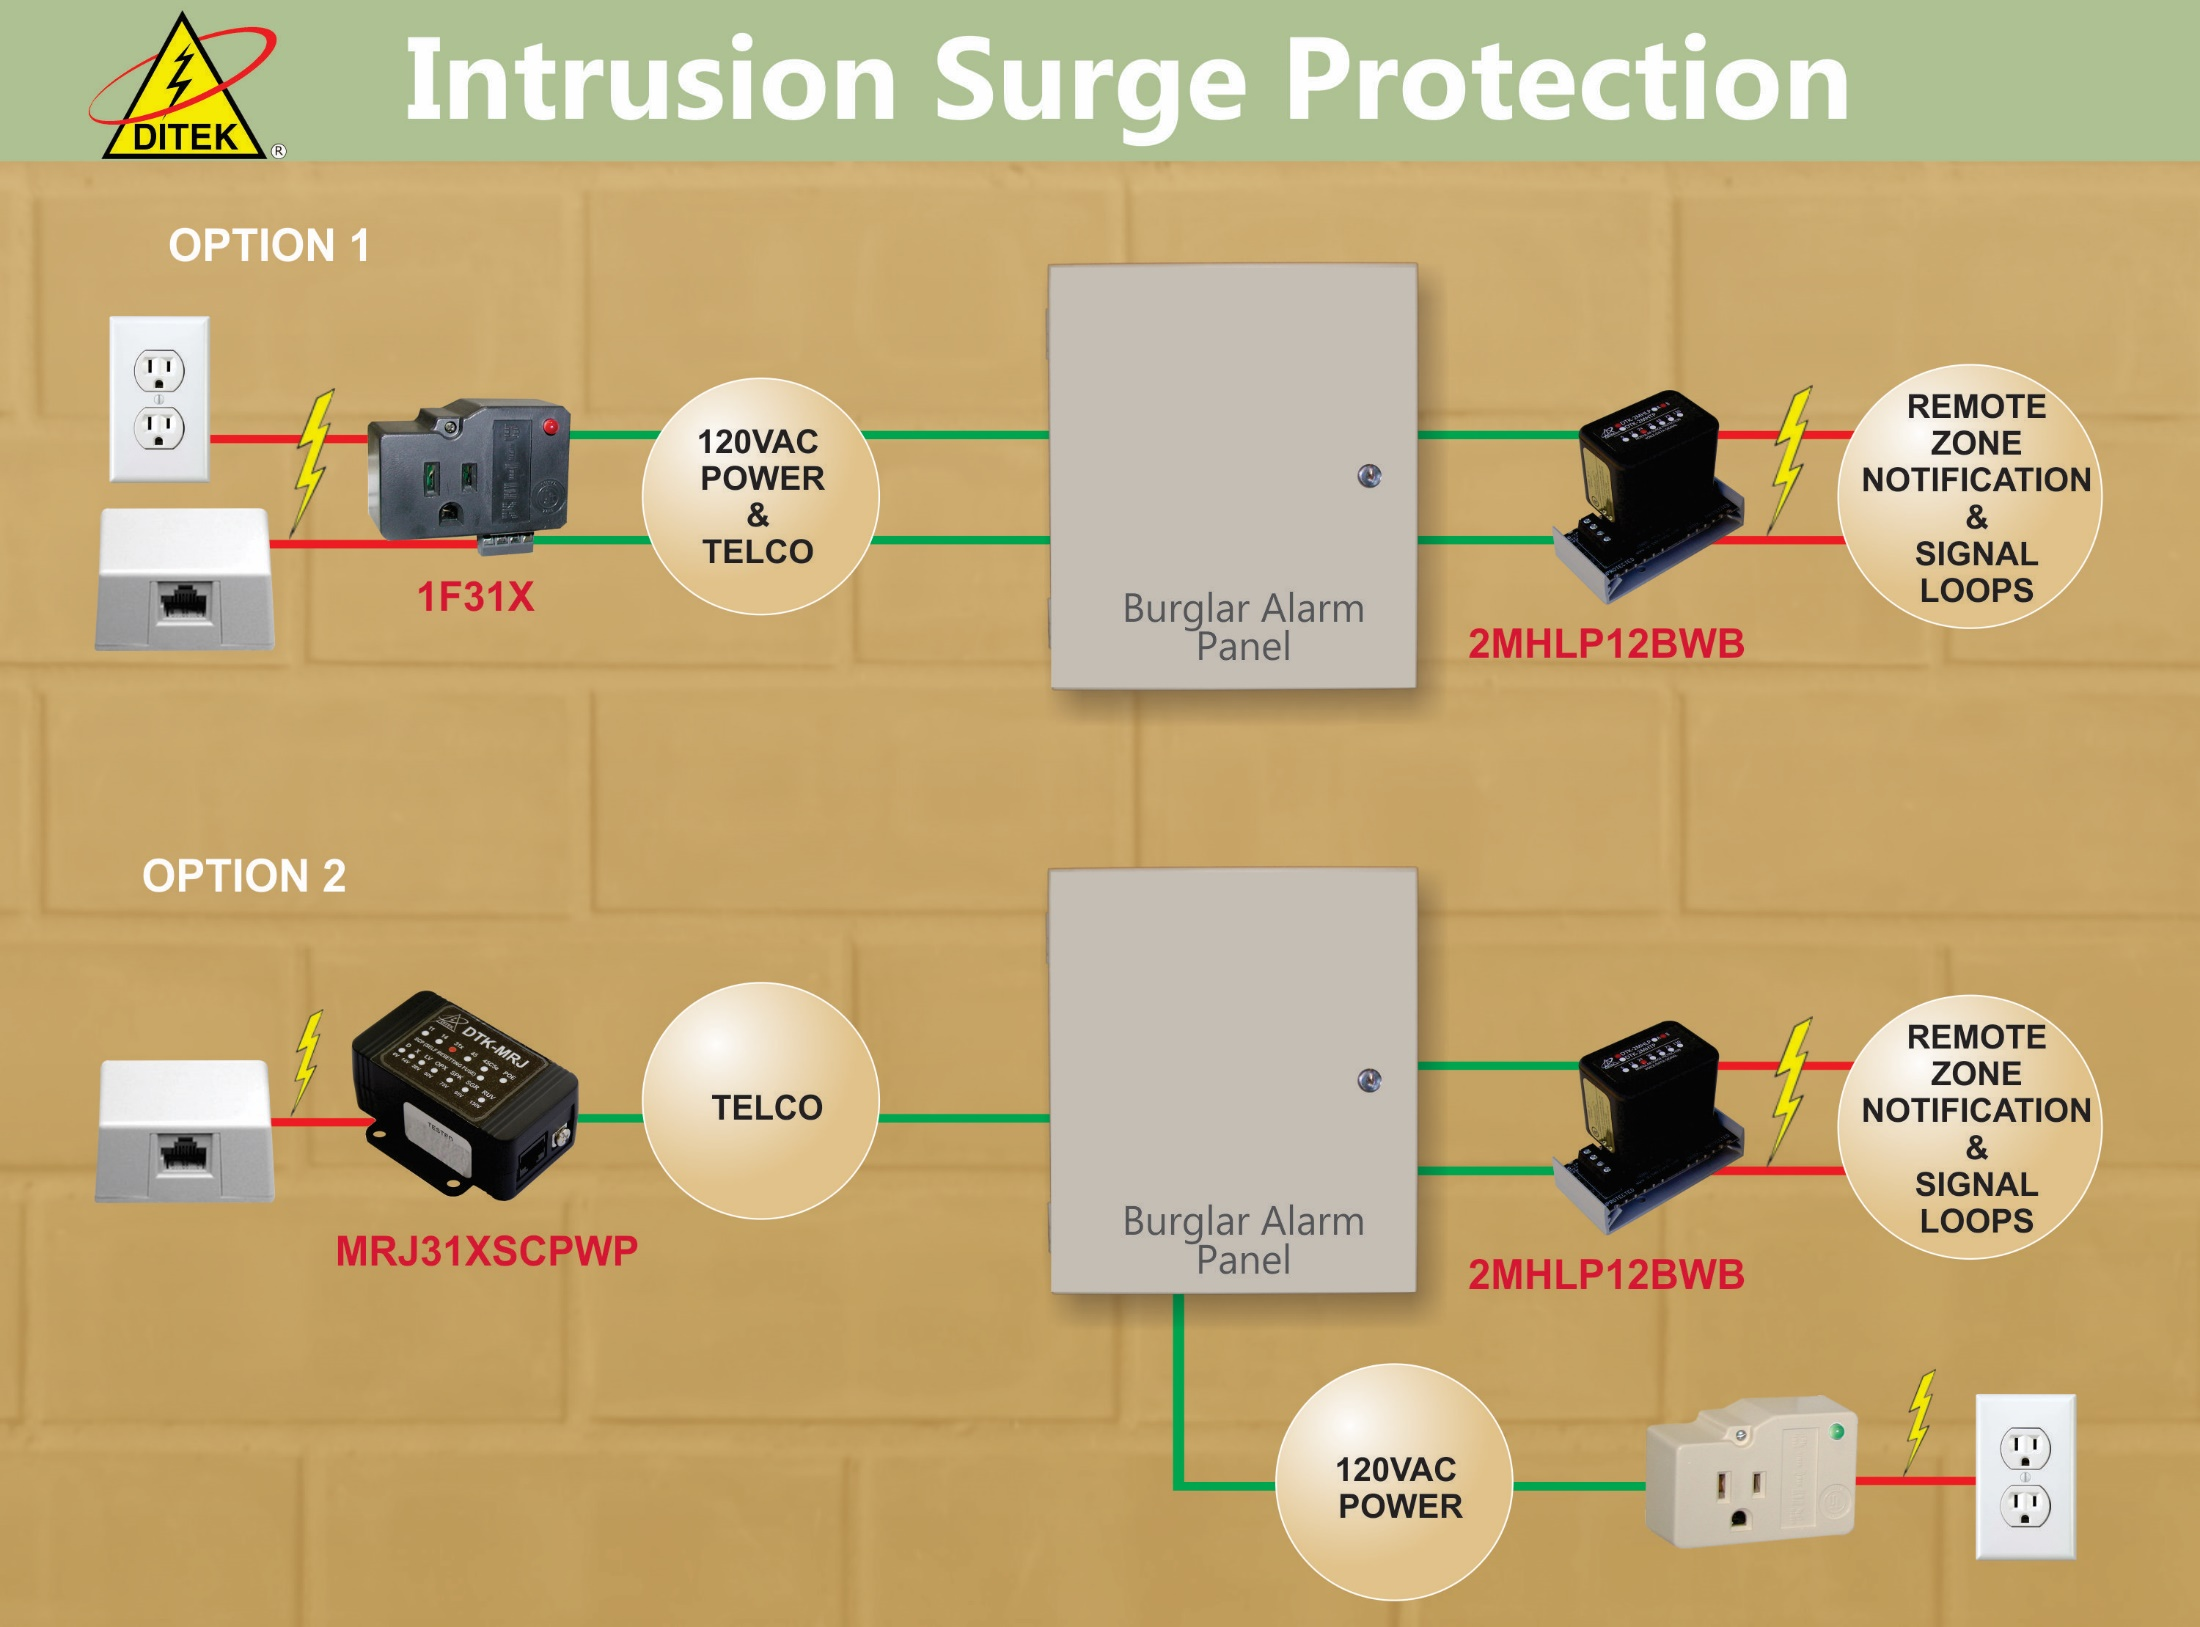 DITEK
®
Intrusion Surge Protection
OPTION 1
120VAC
POWER
&
TELCO
1F31X
Burglar Alarm
Panel
2MHLP12BWB
REMOTE
ZONE
NOTIFICATION
&
SIGNAL
LOOPS
OPTION 2
DTK-MRJ
TESTED
MRJ31XSCPWP
TELCO
Burglar Alarm
Panel
2MHLP12BWB
REMOTE
ZONE
NOTIFICATION
&
SIGNAL
LOOPS
120VAC
POWER